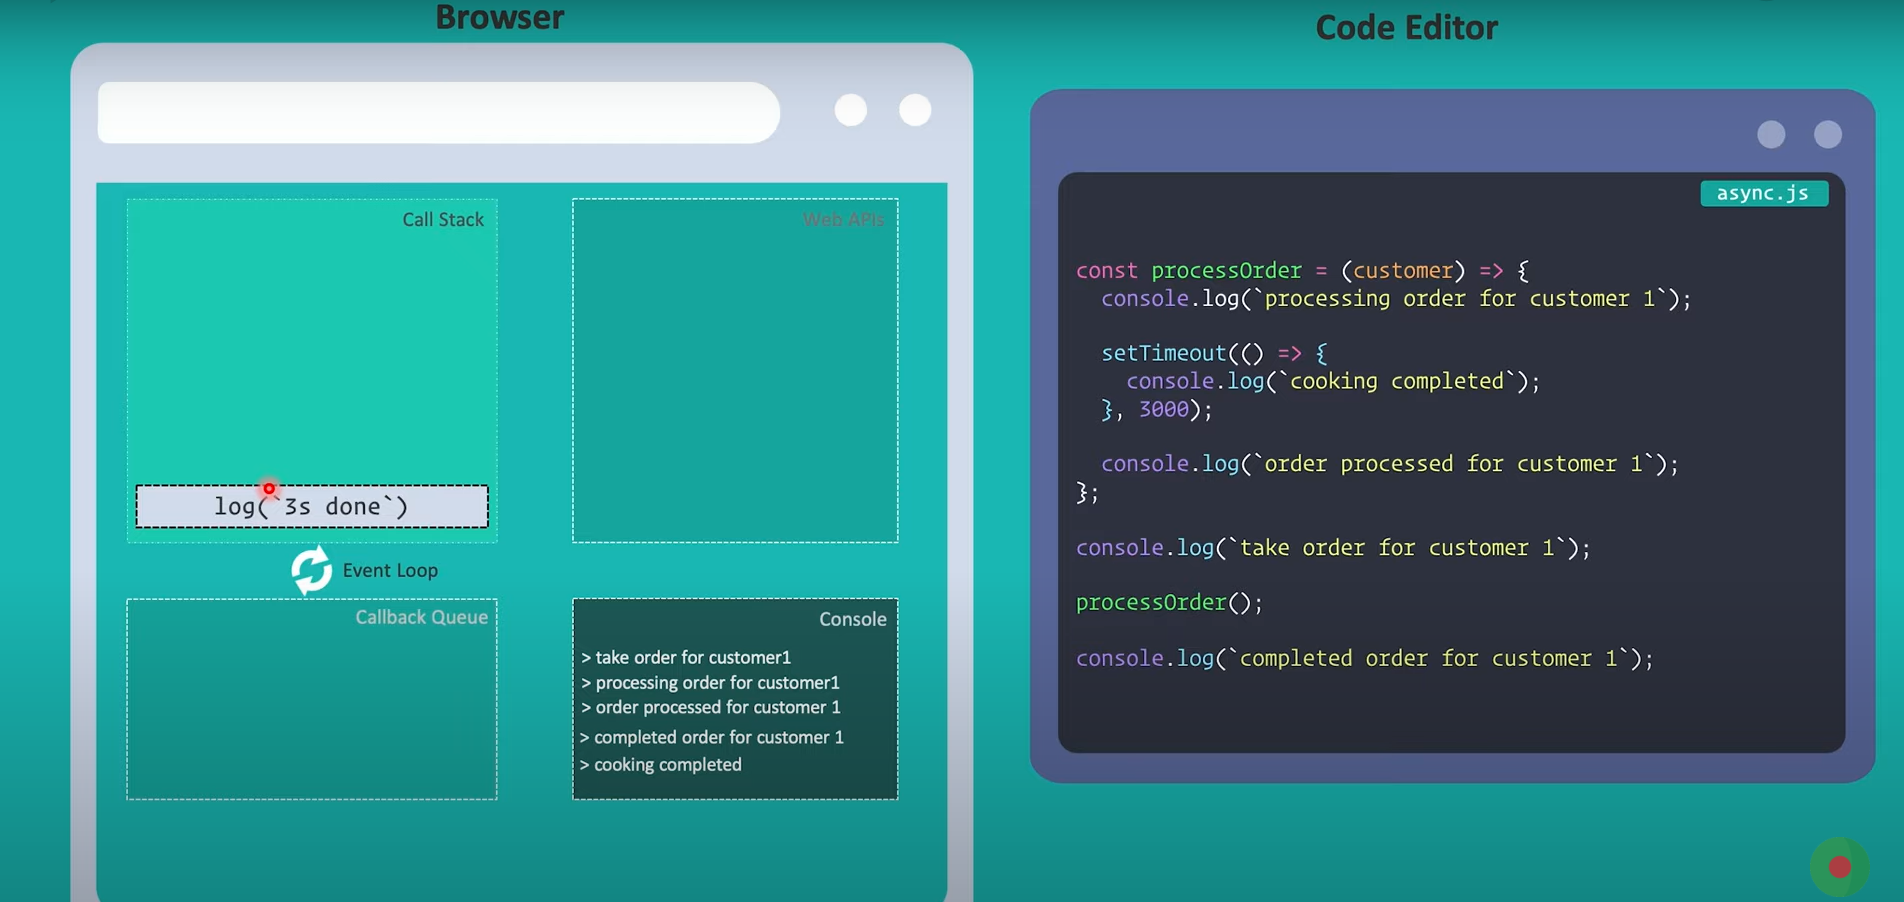 Browser
Call Stack
Web APIs
log(`3s done`)
Event Loop
Callback Queue
Console
> take order for customer1
> processing order for customer1
> order processed for customer 1
> completed order for customer 1
> cooking completed
Code Editor
async.js
const processOrder = (customer) => {
  console.log(`processing order for customer 1`);
  setTimeout(() => {
    console.log(`cooking completed`);
  }, 3000);
  console.log(`order processed for customer 1`);
};
console.log(`take order for customer 1`);
processOrder();
console.log(`completed order for customer 1`);